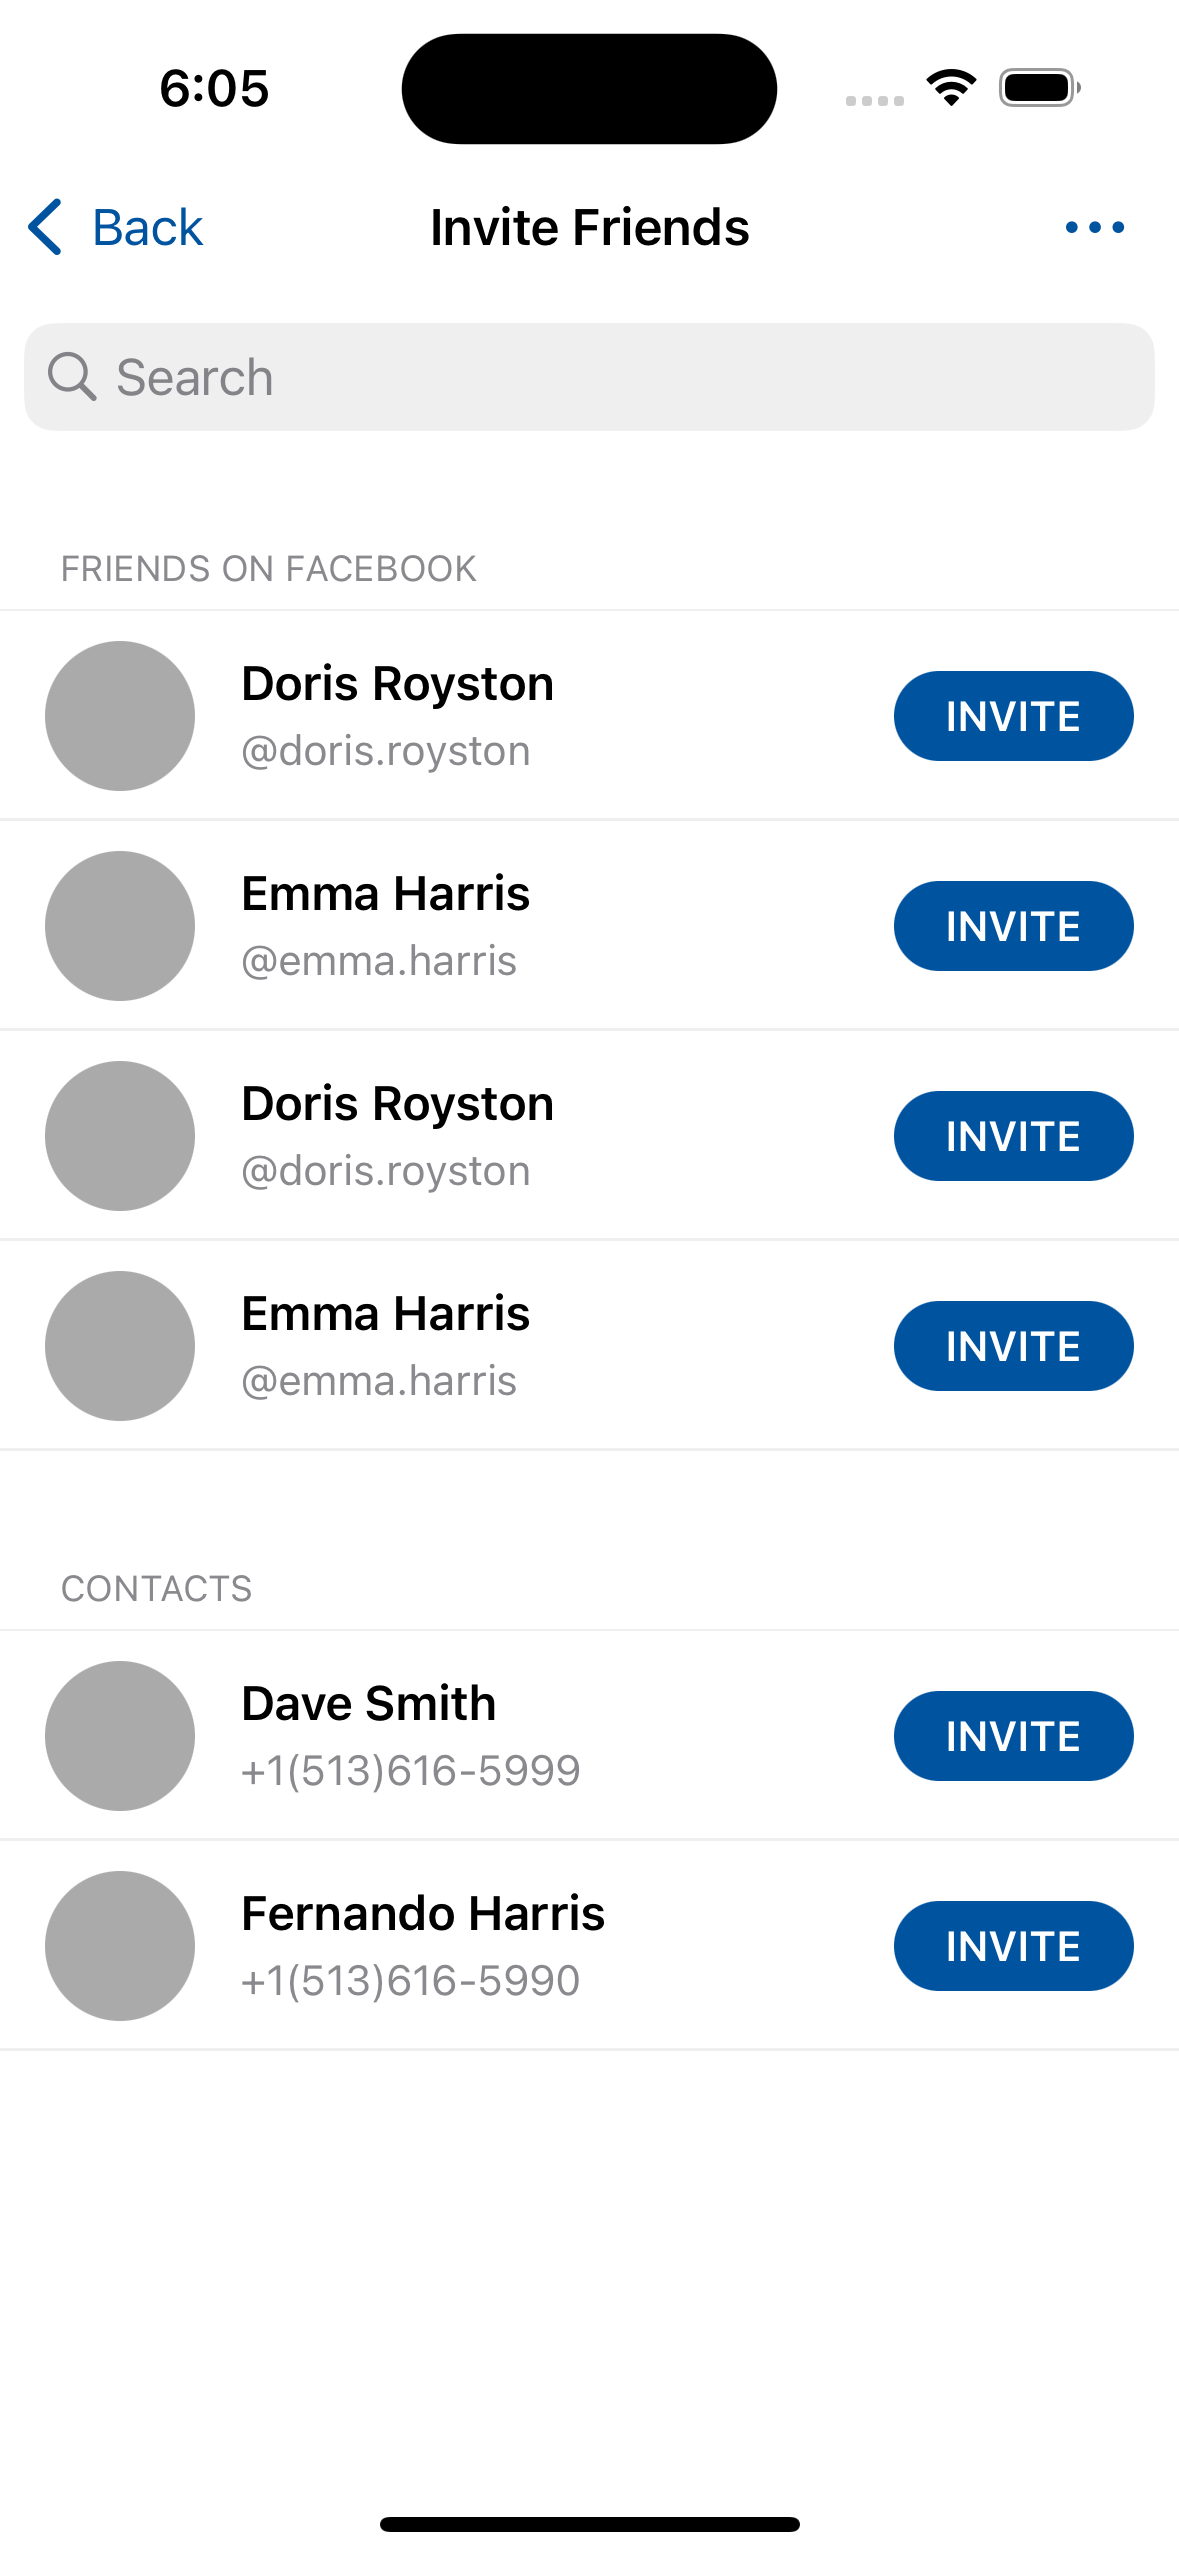 6:05
Back
Invite Friends
Search
FRIENDS ON FACEBOOK
Doris Royston
@doris.royston
INVITE
Emma Harris
@emma.harris
INVITE
Doris Royston
@doris.royston
INVITE
Emma Harris
@emma.harris
INVITE
CONTACTS
Dave Smith
+1(513)616-5999
INVITE
Fernando Harris
+1(513)616-5990
INVITE